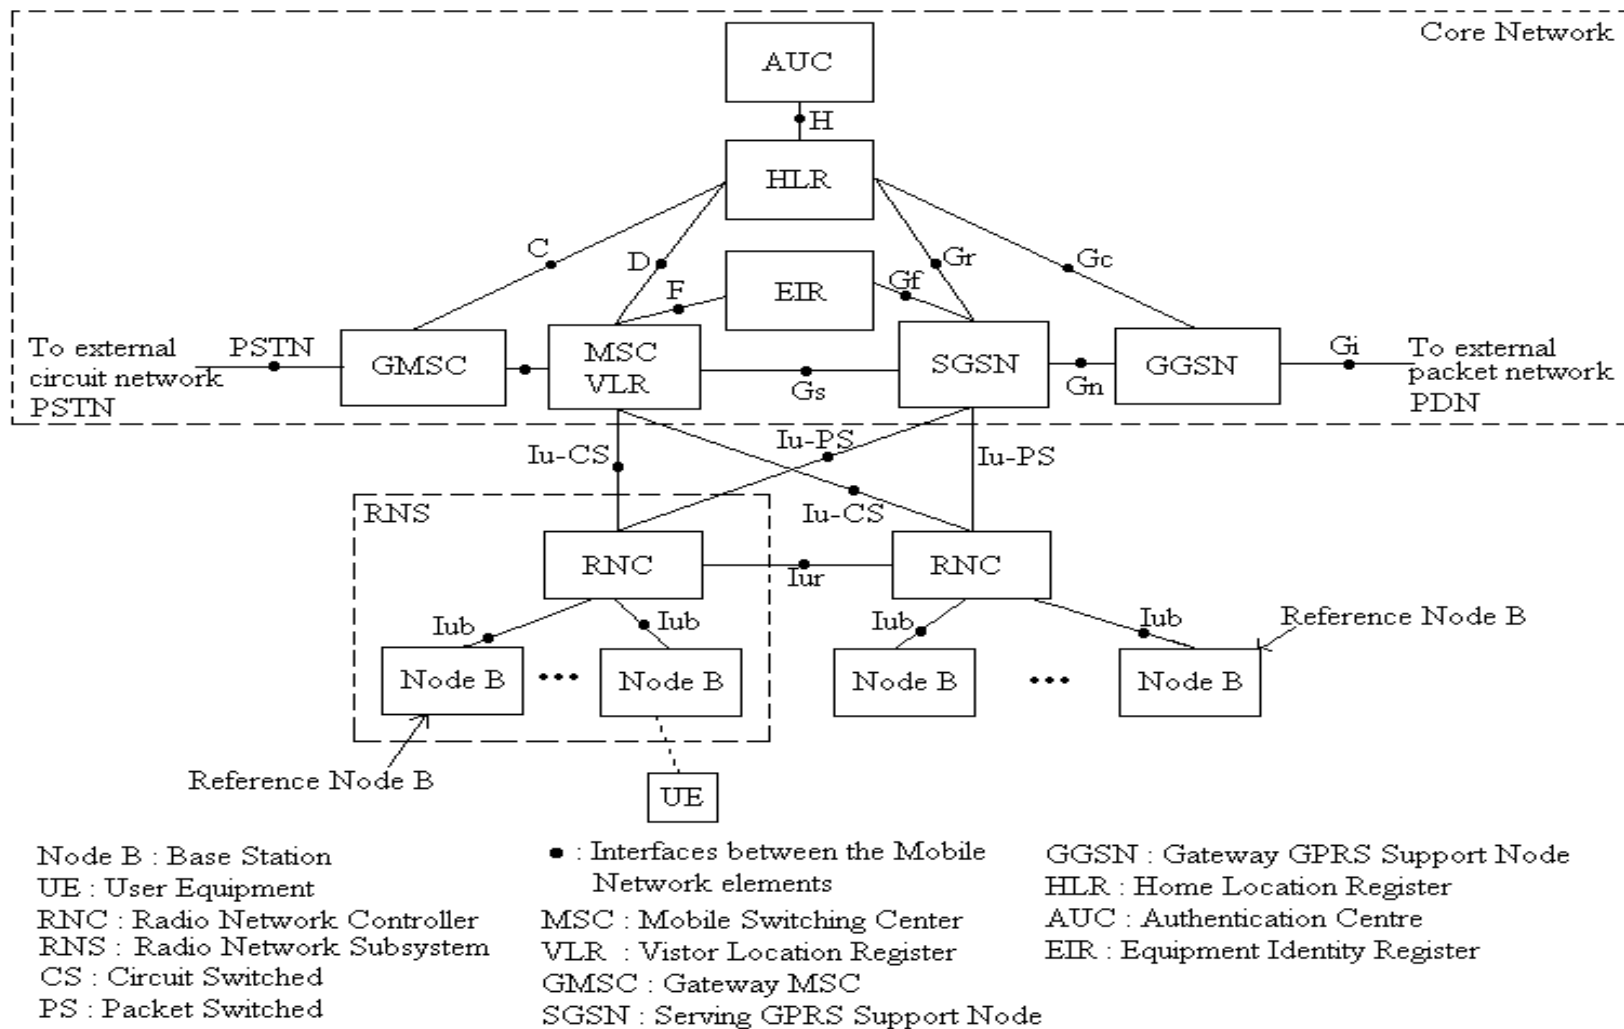 Core Network
AUC
H
HLR
C
D
Gr
Gc
F
EIR
Gf
To external
circuit network
PSTN
PSTN
GMSC
MSC
VLR
Gs
SGSN
Gn
GGSN
Gi
To external
packet network
PDN
Iu-CS
Iu-PS
Iu-PS
Iu-CS
RNS
RNC
Iur
RNC
Iub
Iub
Iub
Iub
Reference Node B
Node B
•••
Node B
Node B
•••
Node B
Reference Node B
UE
Node B : Base Station
UE : User Equipment
RNC : Radio Network Controller
RNS : Radio Network Subsystem
CS : Circuit Switched
PS : Packet Switched
• : Interfaces between the Mobile
Network elements
MSC : Mobile Switching Center
VLR : Vistor Location Register
GMSC : Gateway MSC
SGSN : Serving GPRS Support Node
GGSN : Gateway GPRS Support Node
HLR : Home Location Register
AUC : Authentication Centre
EIR : Equipment Identity Register